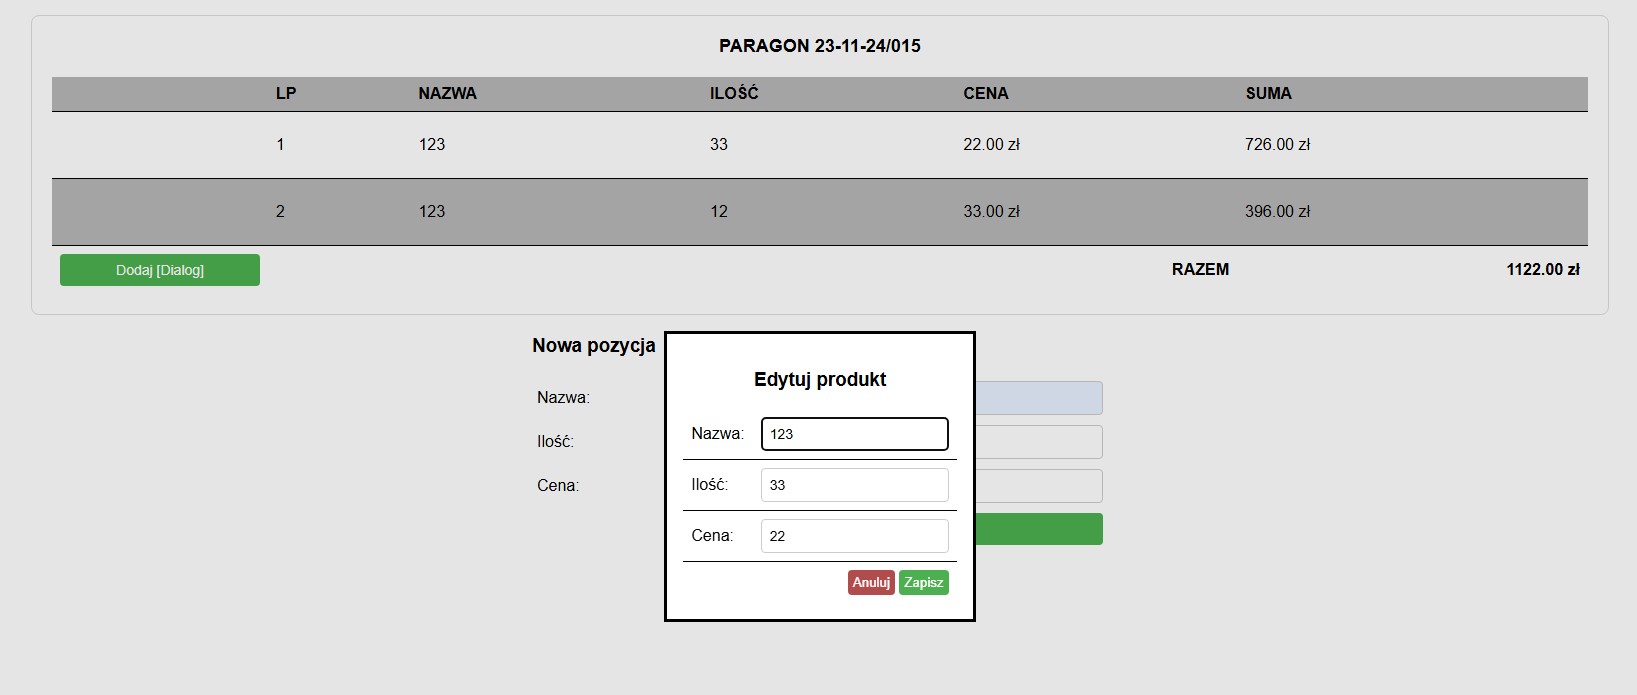 PARAGON 23-11-24/015
LP NAZWA ILOŚĆ CENA SUMA
1 123 33 22.00 zł 726.00 zł
2 123 12 33.00 zł 396.00 zł
Dodaj [Dialog] RAZEM 1122.00 zł
Nowa pozycja
Nazwa:
Ilość:
Cena:
Edytuj produkt
Nazwa: 123
Ilość: 33
Cena: 22
Anuluj Zapisz